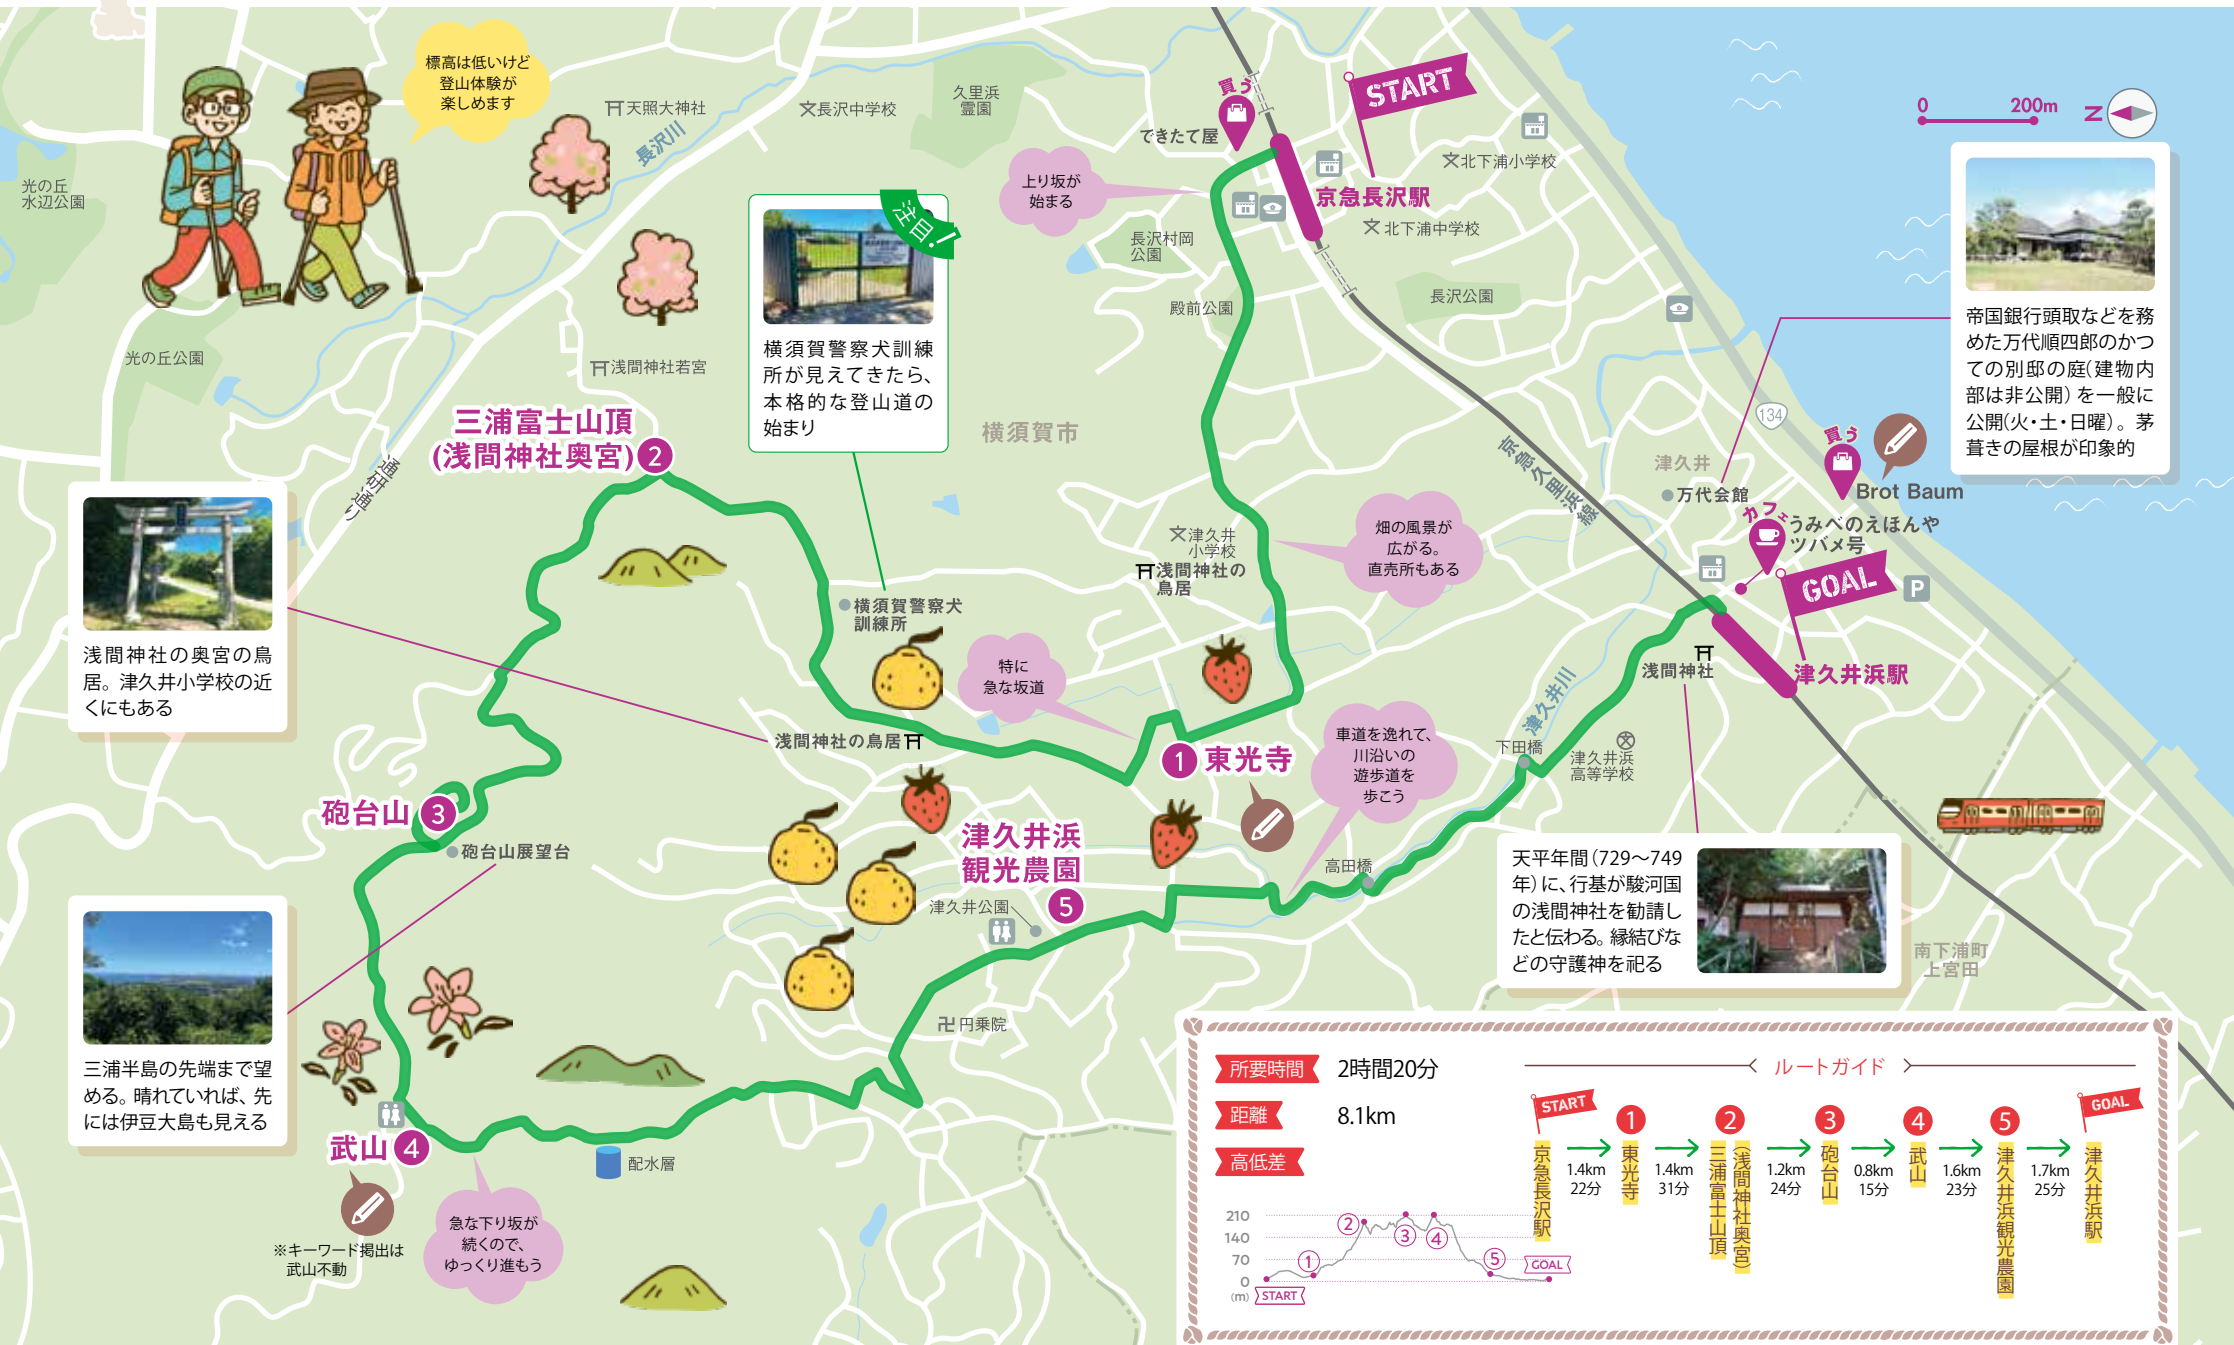 標高は低いけど
登山体験が
楽しめます
天照大神社
長沢川
長沢中学校
久里浜
霊園
買う
できたて屋
START
京急長沢駅
北下浦小学校
北下浦中学校
0 200m
N
光の丘
水辺公園
上り坂が
始まる
長沢村岡
公園
殿前公園
長沢公園
注目!
横須賀警察犬訓練
所が見えてきたら、
本格的な登山道の
始まり
帝国銀行頭取などを務
めた万代順四郎のかつ
ての別邸の庭(建物内
部は非公開)を一般に
公開(火・土・日曜)。茅
葺きの屋根が印象的
光の丘公園
浅間神社若宮
三浦富士山頂
(浅間神社奥宮)2
横須賀市
通研通り
京急久里浜線
134
津久井
万代会館
買う
Brot Baum
カフェ
うみべのえほんや
ツバメ号
GOAL
P
津久井浜駅
浅間神社
津久井
小学校
浅間神社の
鳥居
畑の風景が
広がる。
直売所もある
横須賀警察犬
訓練所
特に
急な坂道
浅間神社の奥宮の鳥
居。津久井小学校の近
くにもある
浅間神社の鳥居
1 東光寺
車道を逸れて、
川沿いの
遊歩道を
歩こう
津久井川
下田橋
津久井浜
高等学校
高田橋
砲台山 3
砲台山展望台
津久井浜
観光農園
5
津久井公園
天平年間(729〜749
年)に、行基が駿河国
の浅間神社を勧請し
たと伝わる。縁結びな
どの守護神を祀る
南下浦町
上宮田
三浦半島の先端まで望
める。晴れていれば、先
には伊豆大島も見える
円乗院
武山 4
※キーワード掲出は
武山不動
急な下り坂が
続くので、
ゆっくり進もう
配水層
所要時間 2時間20分
距離 8.1km
高低差
210
140
70
0
(m)
START
1
2
3
4
5
GOAL
ルートガイド
START
京急長沢駅
1.4km
22分
1
東光寺
1.4km
31分
2
三浦富士山頂
(浅間神社奥宮)
1.2km
24分
3
砲台山
0.8km
15分
4
武山
1.6km
23分
5
津久井浜観光農園
1.7km
25分
GOAL
津久井浜駅